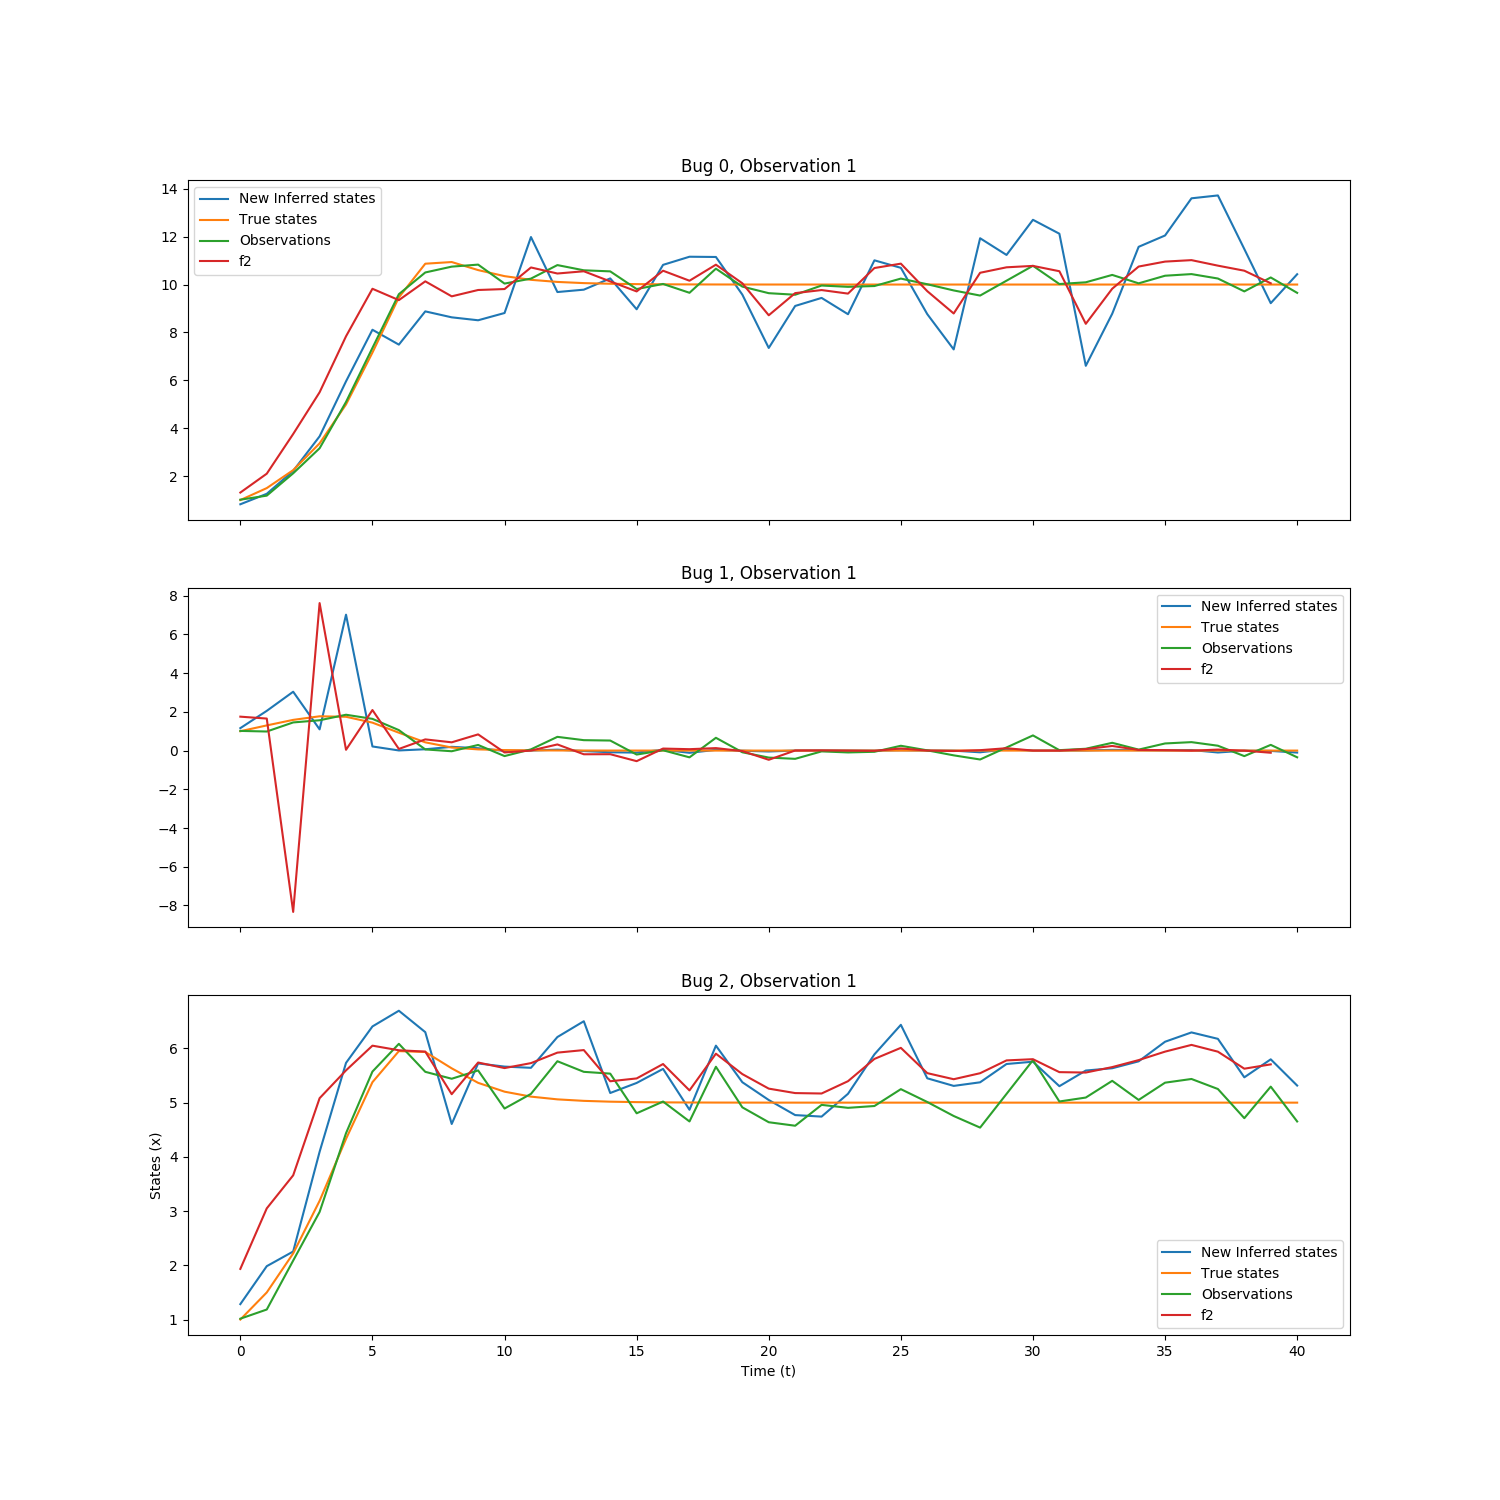 Bug 0, Observation 1
14
12
10
8
6
4
2
New Inferred states
True states
Observations
f2
Bug 1, Observation 1
8
6
4
2
0
−2
−4
−6
−8
New Inferred states
True states
Observations
f2
Bug 2, Observation 1
6
5
4
3
2
1
States (x)
New Inferred states
True states
Observations
f2
0 5 10 15 20 25 30 35 40
Time (t)